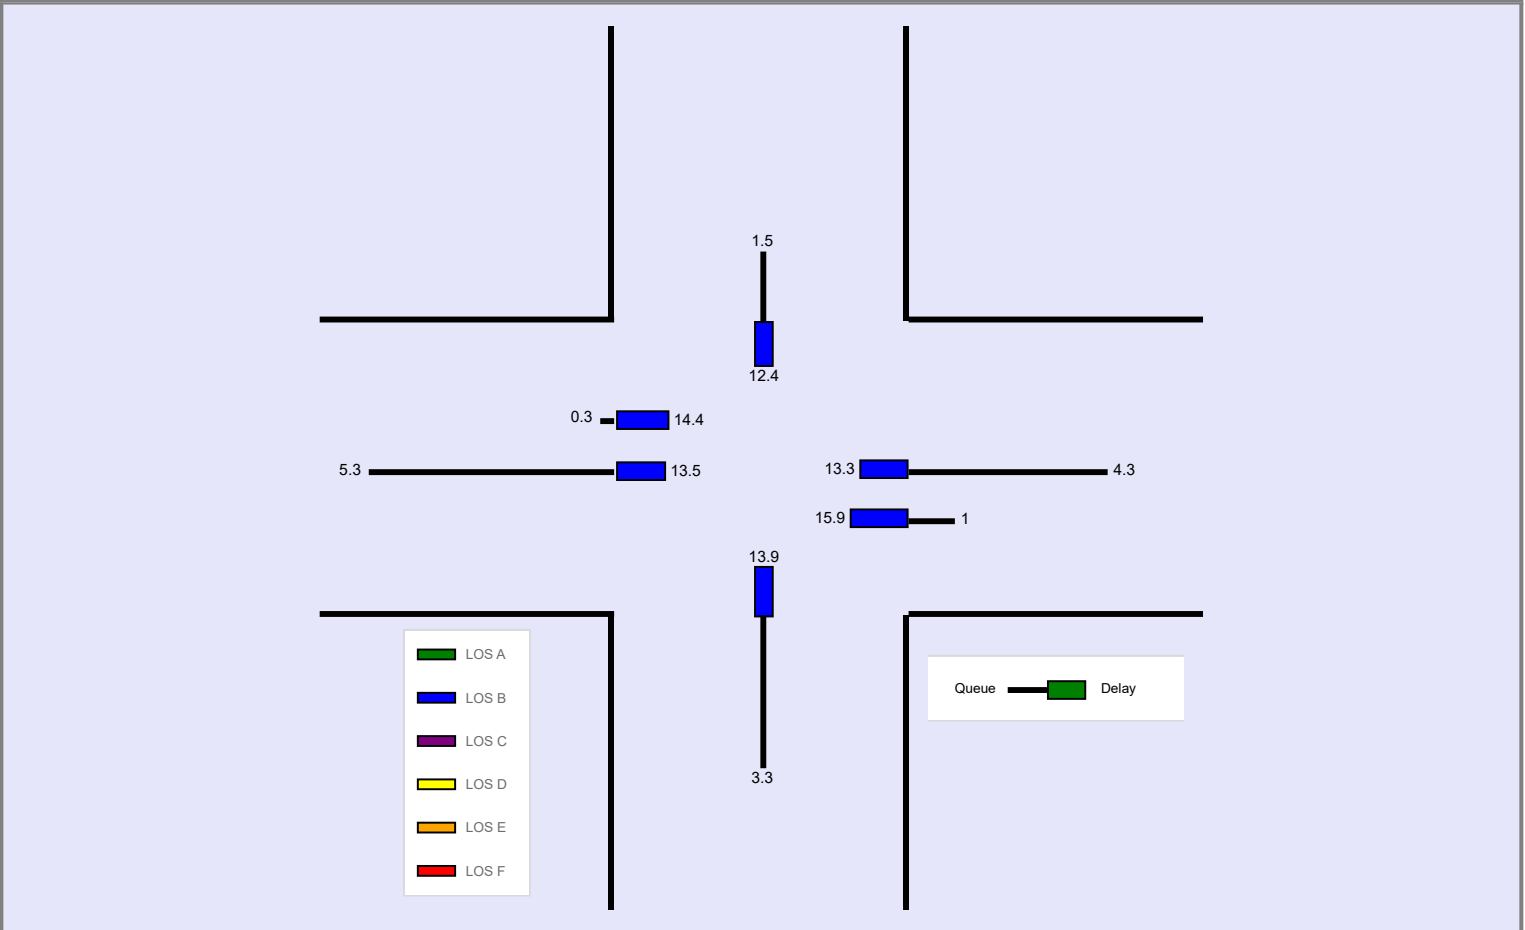 1.5
12.4
0.3 14.4
5.3 13.5 13.3 4.3
15.9 1
13.9
LOS A
LOS B
LOS C
LOS D
LOS E
LOS F
Queue Delay
3.3